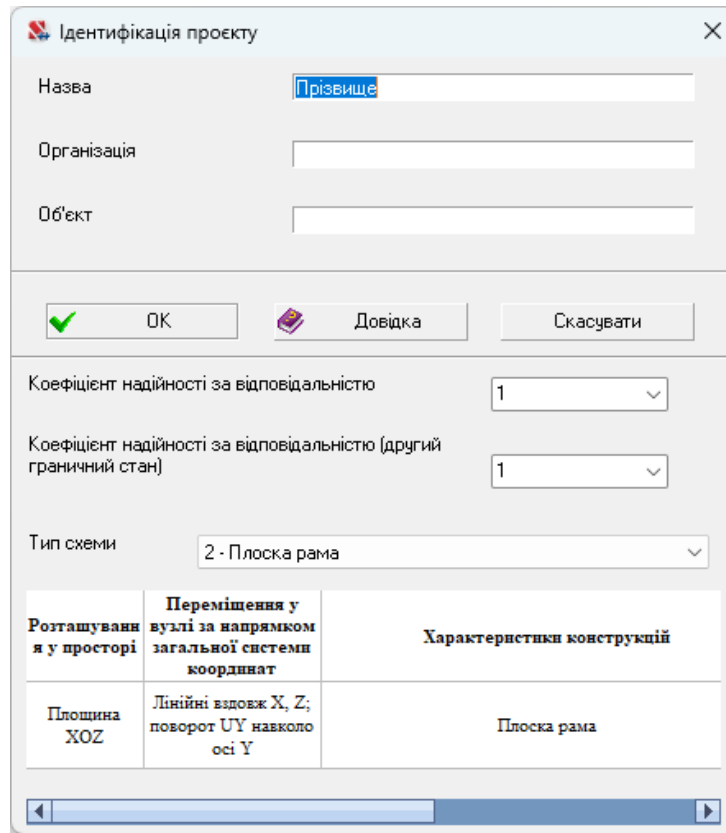 Ідентифікація проєкту
Назва
Прізвище
Організація
Об'єкт
OK
Довідка
Скасувати
Коефіцієнт надійності за відповідальністю
1
Коефіцієнт надійності за відповідальністю (другий
граничний стан)
1
Тип схеми
2 - Плоска рама
Розташуванн
я у просторі
Переміщення у
вузлі за напрямком
загальної системи
координат
Характеристики конструкцій
Площина
XOZ
Лінійні вздовж X, Z;
поворот UY навколо
осі Y
Плоска рама